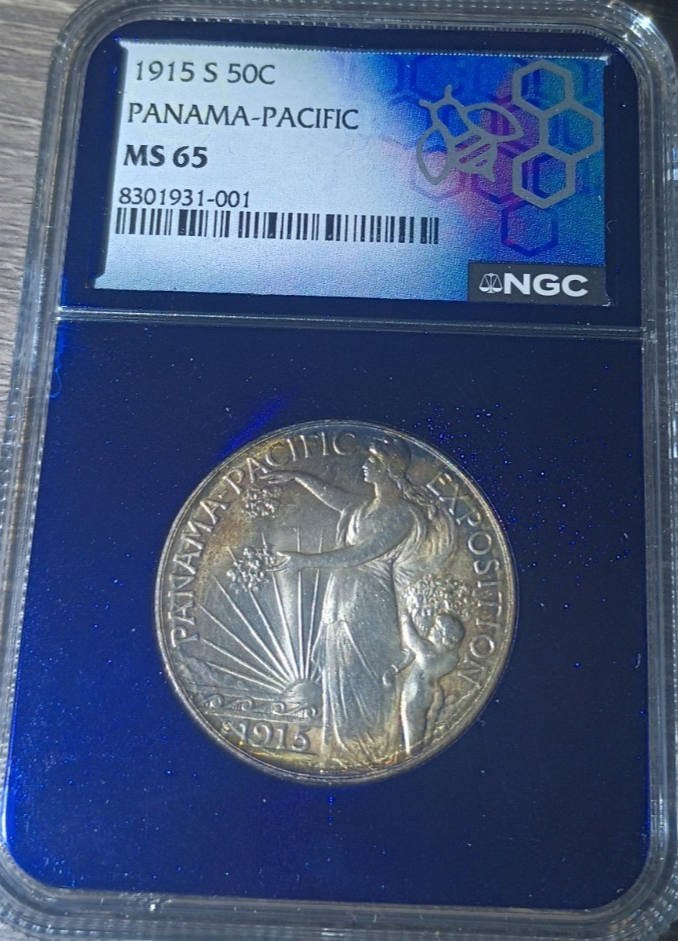 1915 S 50C
PANAMA-PACIFIC
MS 65
8301931-001
NGC
PANAMA-PACIFIC EXPOSITION
S 1915